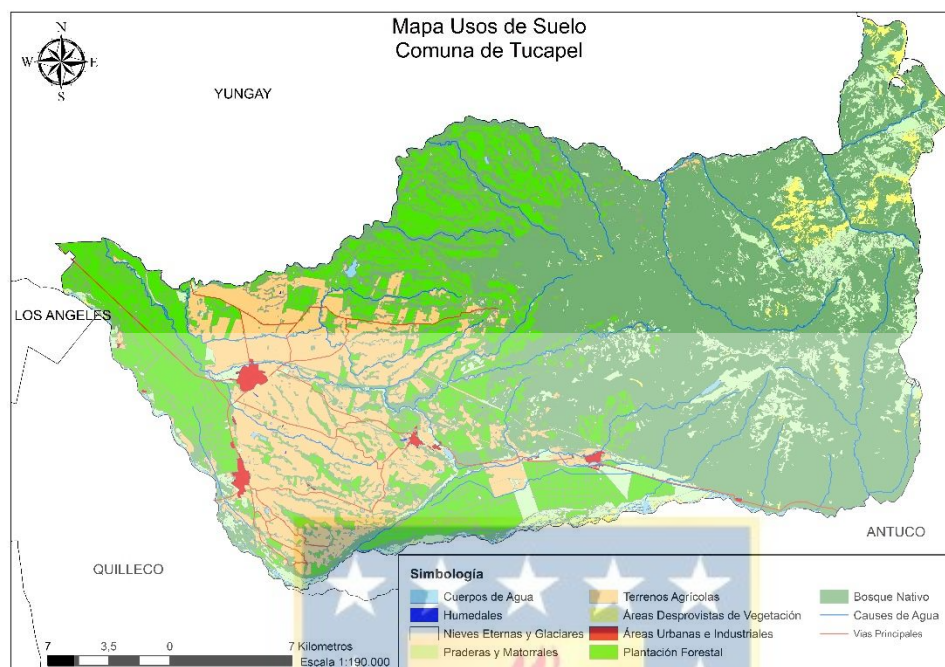 Mapa Usos de Suelo
Comuna de Tucapel
N
W E
S
YUNGAY
LOS ANGELES
QUILLECO
ANTUCO
Simbología
Cuerpos de Agua
Humedales
Nieves Eternas y Glaciares
Praderas y Matorrales
Terrenos Agrícolas
Áreas Desprovistas de Vegetación
Áreas Urbanas e Industriales
Plantación Forestal
Bosque Nativo
Causes de Agua
Vias Principales
7 3,5 0 7 Kilometros
Escala 1:190.000